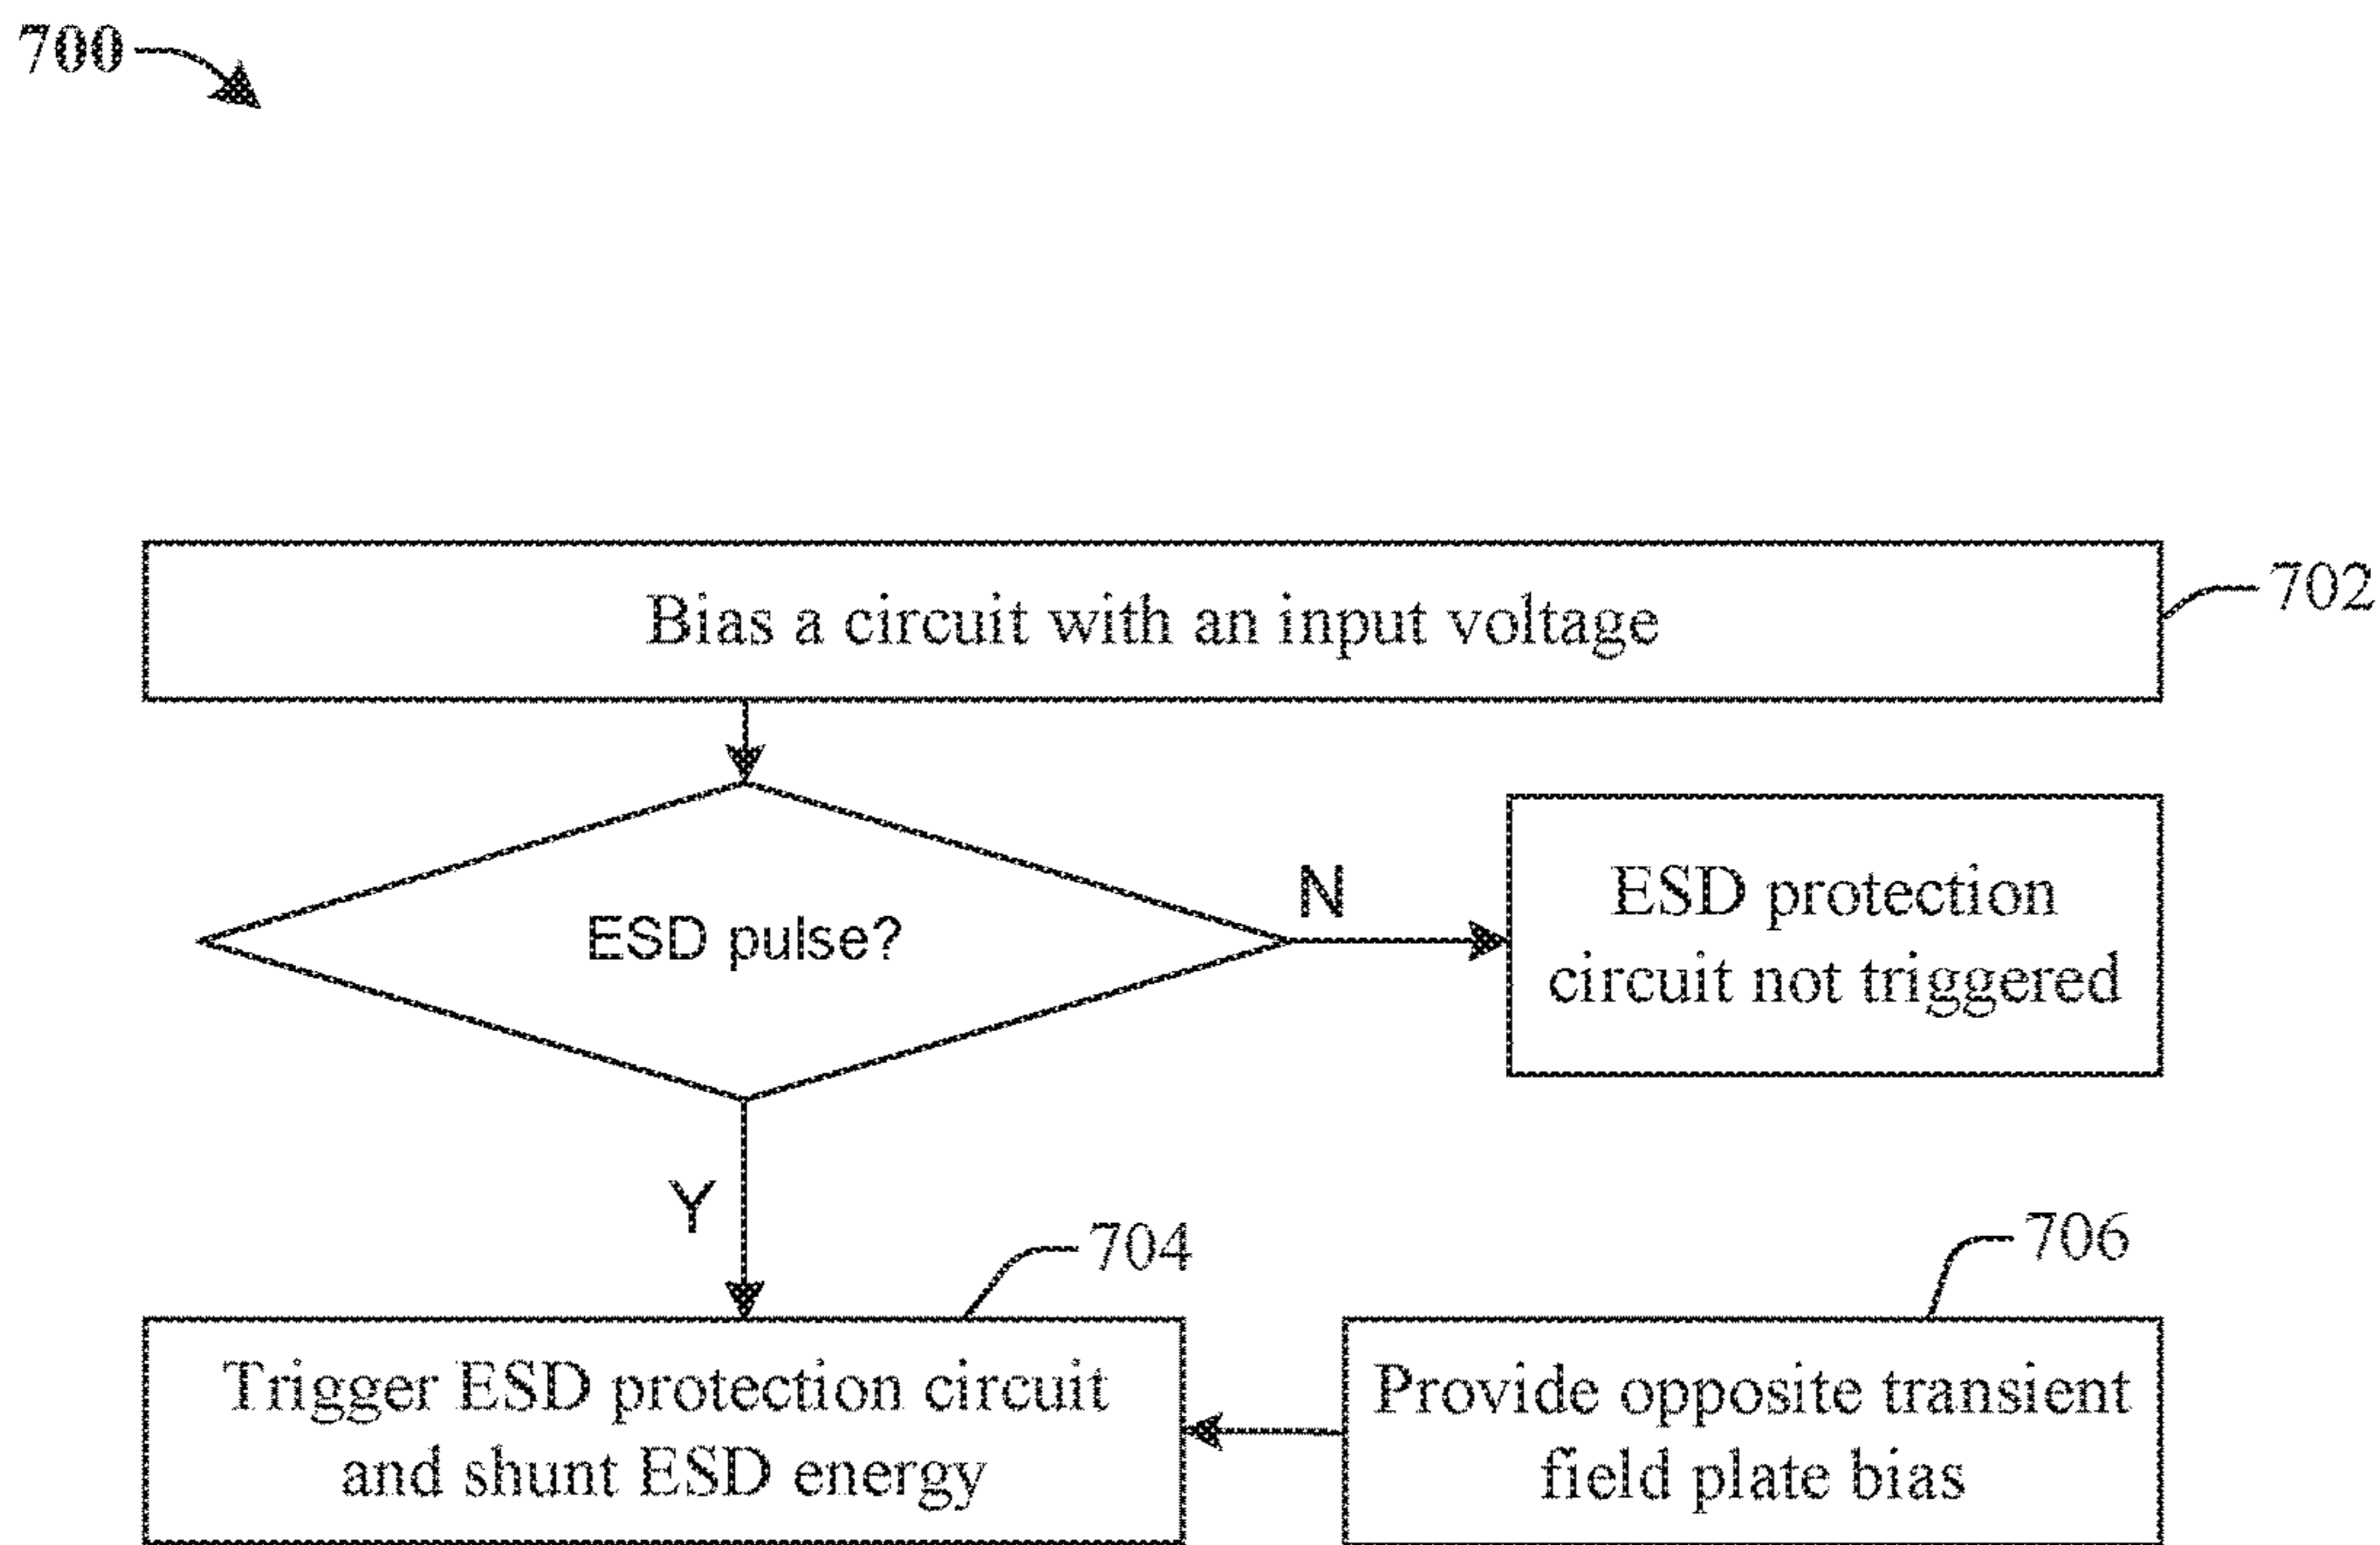 700
Bias a circuit with an input voltage
702
ESD pulse?
N
ESD protection
circuit not triggered
Y
704
706
Trigger ESD protection circuit
and shunt ESD energy
Provide opposite transient
field plate bias